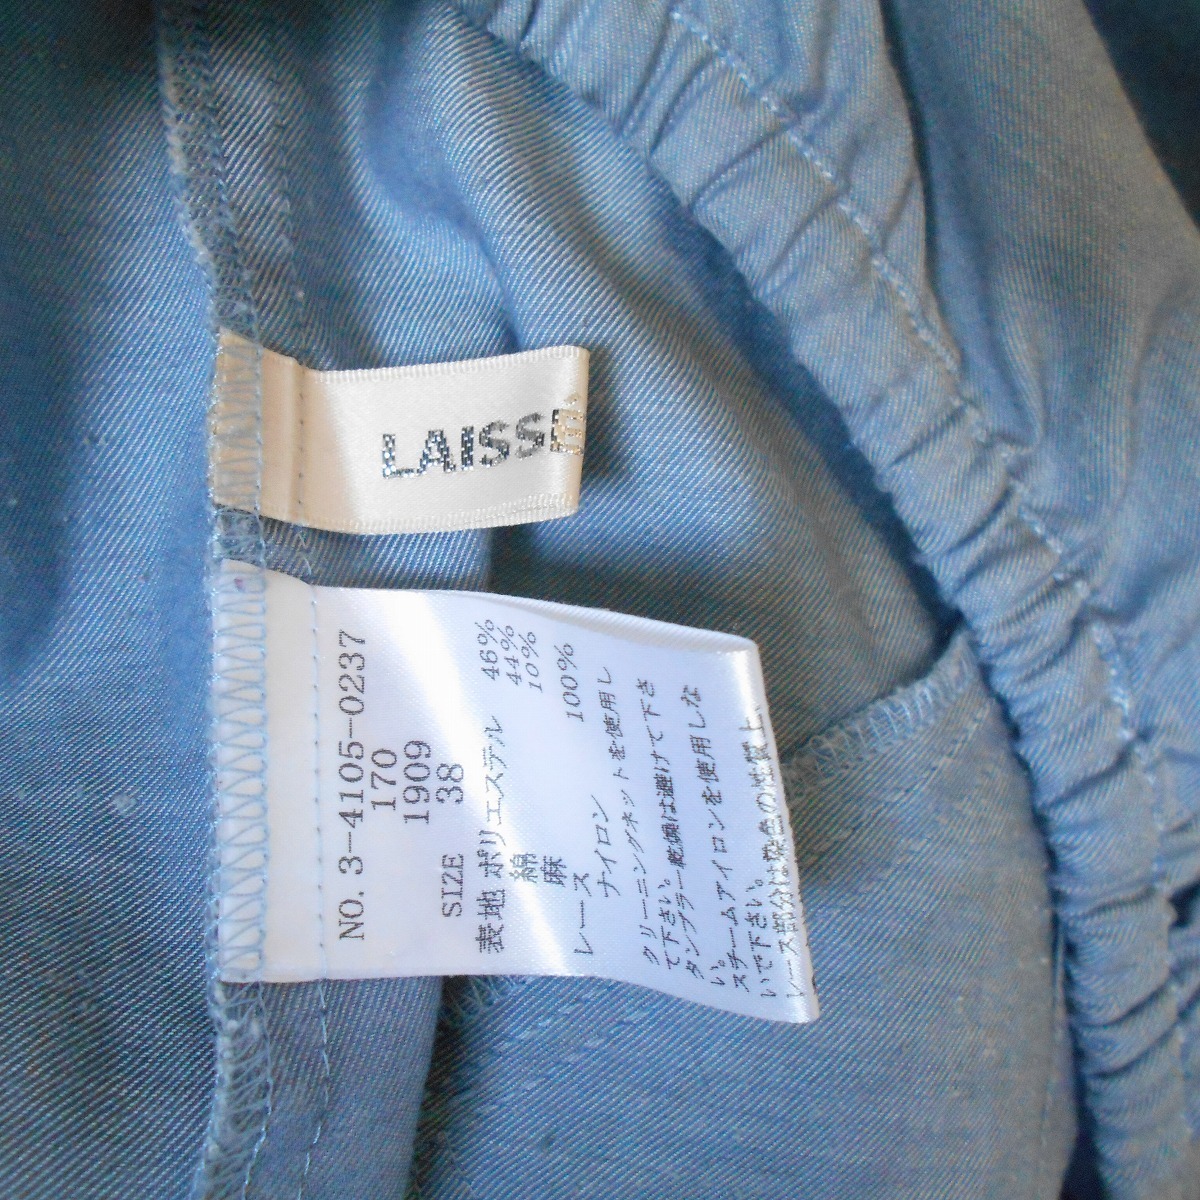 LAISSÉ
NO. 3-4105-0237
170
1909
SIZE 38
表地 ポリエステル 46%
綿 44%
麻 10%
レース
ナイロン 100%
クリーニングネットを使用し
て下さい。
タンブラー乾燥は避けて下さ
い。
スチームアイロンを使用しな
いで下さい。
レース部分は染色の性質上、